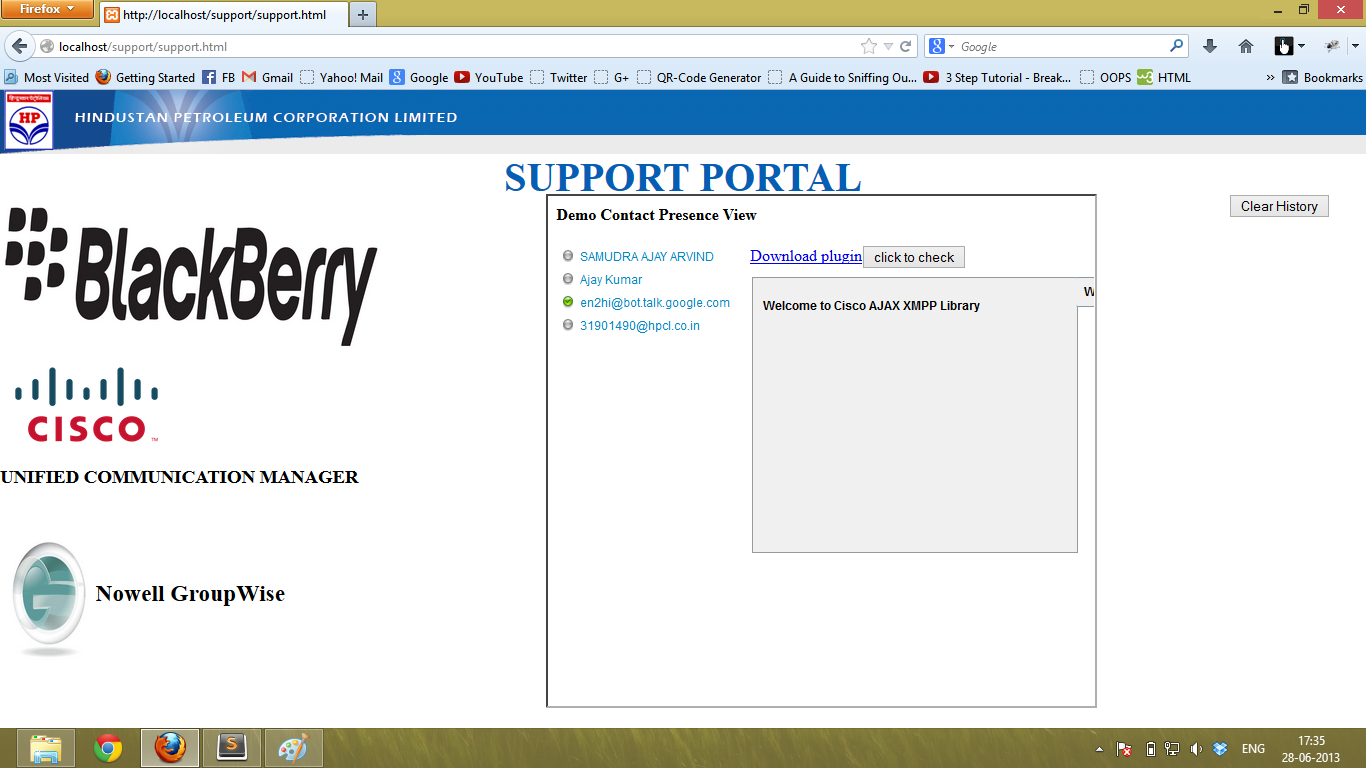 Firefox
http://localhost/support/support.html
localhost/support/support.html
Google
Most Visited Getting Started FB Gmail Yahoo! Mail Google YouTube Twitter G+ QR-Code Generator A Guide to Sniffing Ou... 3 Step Tutorial - Break... OOPS HTML » Bookmarks
हिन्दुस्तान पेट्रोलियम
HP
HINDUSTAN PETROLEUM CORPORATION LIMITED
SUPPORT PORTAL
Clear History
BlackBerry
CISCO™
UNIFIED COMMUNICATION MANAGER
Nowell GroupWise
Demo Contact Presence View
SAMUDRA AJAY ARVIND
Ajay Kumar
en2hi@bot.talk.google.com
31901490@hpcl.co.in
Download plugin click to check
W
Welcome to Cisco AJAX XMPP Library
ENG
17:35
28-06-2013